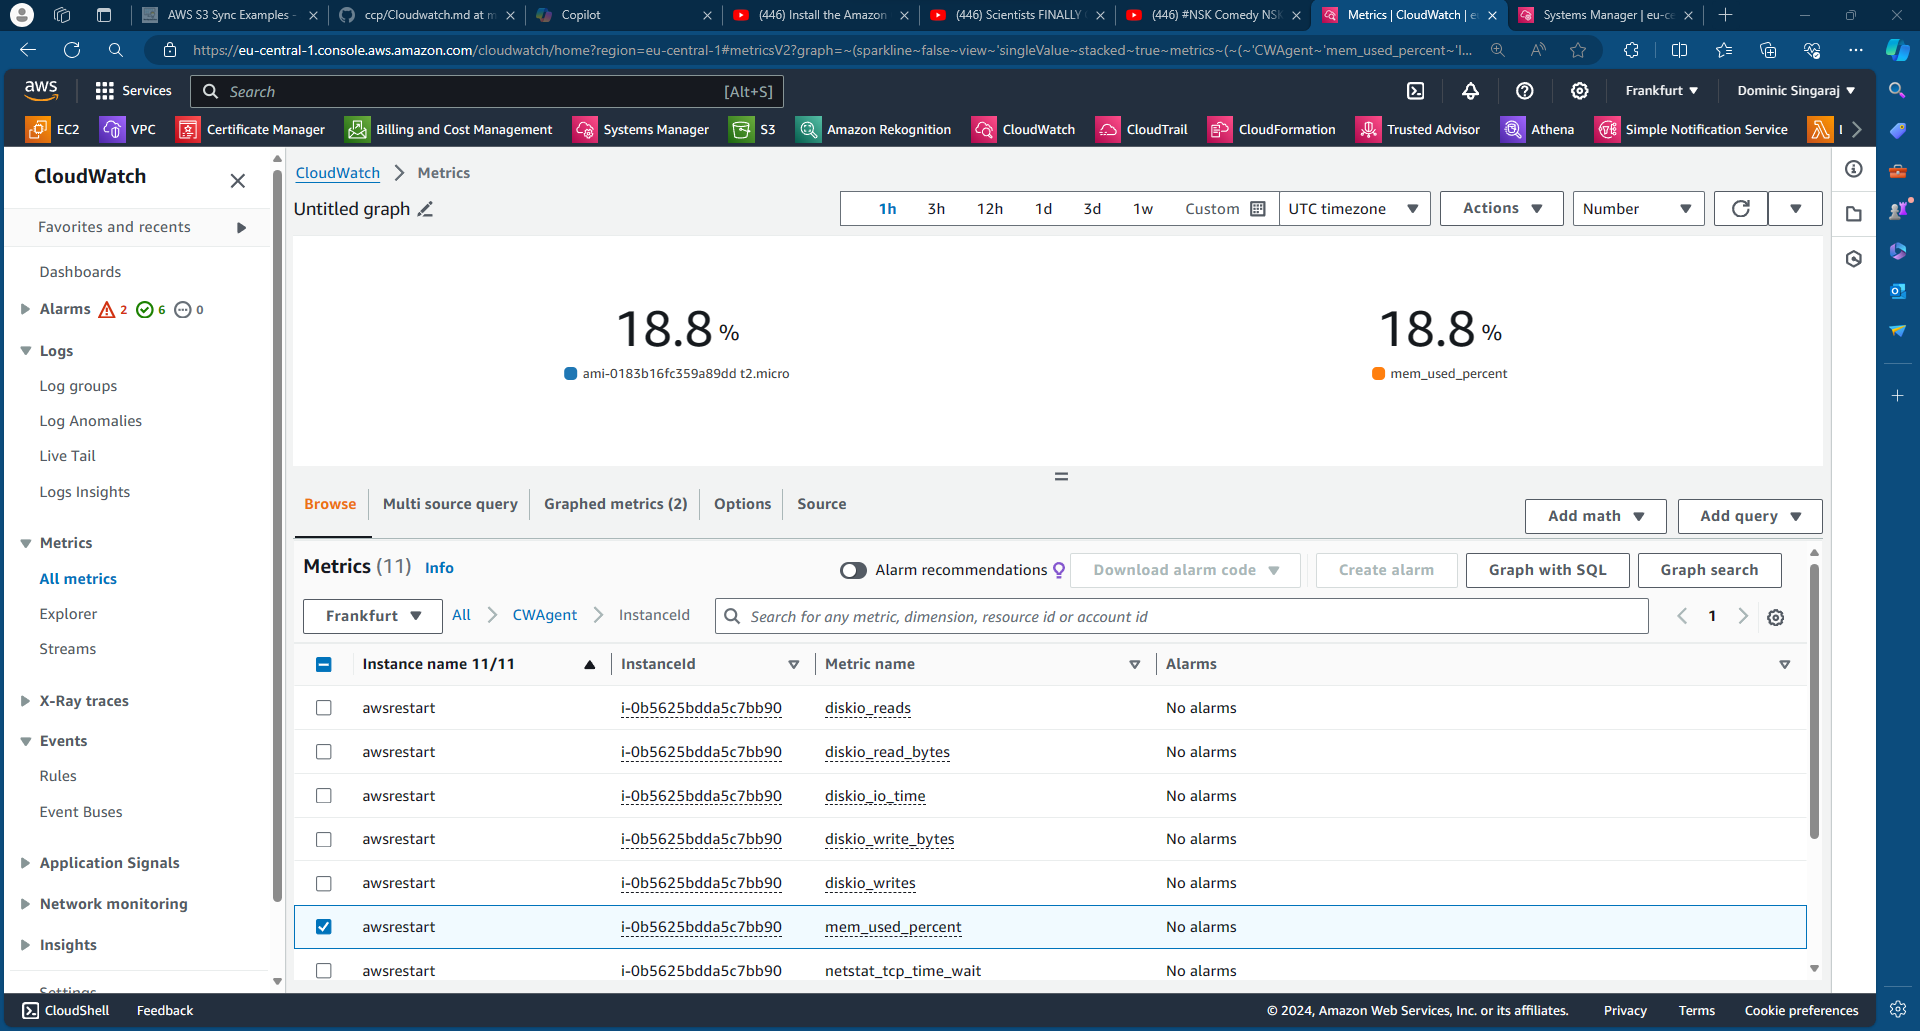 AWS S3 Sync Examples -
ccp/Cloudwatch.md at m
Copilot
(446) Install the Amazon
(446) Scientists FINALLY
(446) #NSK Comedy NSK
Metrics | CloudWatch | eu
Systems Manager | eu-ce
https://eu-central-1.console.aws.amazon.com/cloudwatch/home?region=eu-central-1#metricsV2?graph=~(sparkline~false~view~'singleValue~stacked~true~metrics~(~(~'CWAgent~'mem_used_percent~'I...
aws
Services
Search
[Alt+S]
Frankfurt
Dominic Singaraj
EC2
VPC
Certificate Manager
Billing and Cost Management
Systems Manager
S3
Amazon Rekognition
CloudWatch
CloudTrail
CloudFormation
Trusted Advisor
Athena
Simple Notification Service
CloudWatch
Favorites and recents
Dashboards
Alarms 2 6 0
Logs
Log groups
Log Anomalies
Live Tail
Logs Insights
Metrics
All metrics
Explorer
Streams
X-Ray traces
Events
Rules
Event Buses
Application Signals
Network monitoring
Insights
Settings
CloudWatch > Metrics
Untitled graph
1h 3h 12h 1d 3d 1w Custom
UTC timezone
Actions
Number
18.8 %
ami-0183b16fc359a89dd t2.micro
18.8 %
mem_used_percent
Browse
Multi source query
Graphed metrics (2)
Options
Source
Add math
Add query
Metrics (11) Info
Alarm recommendations
Download alarm code
Create alarm
Graph with SQL
Graph search
Frankfurt
All > CWAgent > InstanceId
Search for any metric, dimension, resource id or account id
1
Instance name 11/11 InstanceId Metric name Alarms
awsrestart i-0b5625bdda5c7bb90 diskio_reads No alarms
awsrestart i-0b5625bdda5c7bb90 diskio_read_bytes No alarms
awsrestart i-0b5625bdda5c7bb90 diskio_io_time No alarms
awsrestart i-0b5625bdda5c7bb90 diskio_write_bytes No alarms
awsrestart i-0b5625bdda5c7bb90 diskio_writes No alarms
awsrestart i-0b5625bdda5c7bb90 mem_used_percent No alarms
awsrestart i-0b5625bdda5c7bb90 netstat_tcp_time_wait No alarms
CloudShell
Feedback
© 2024, Amazon Web Services, Inc. or its affiliates.
Privacy
Terms
Cookie preferences